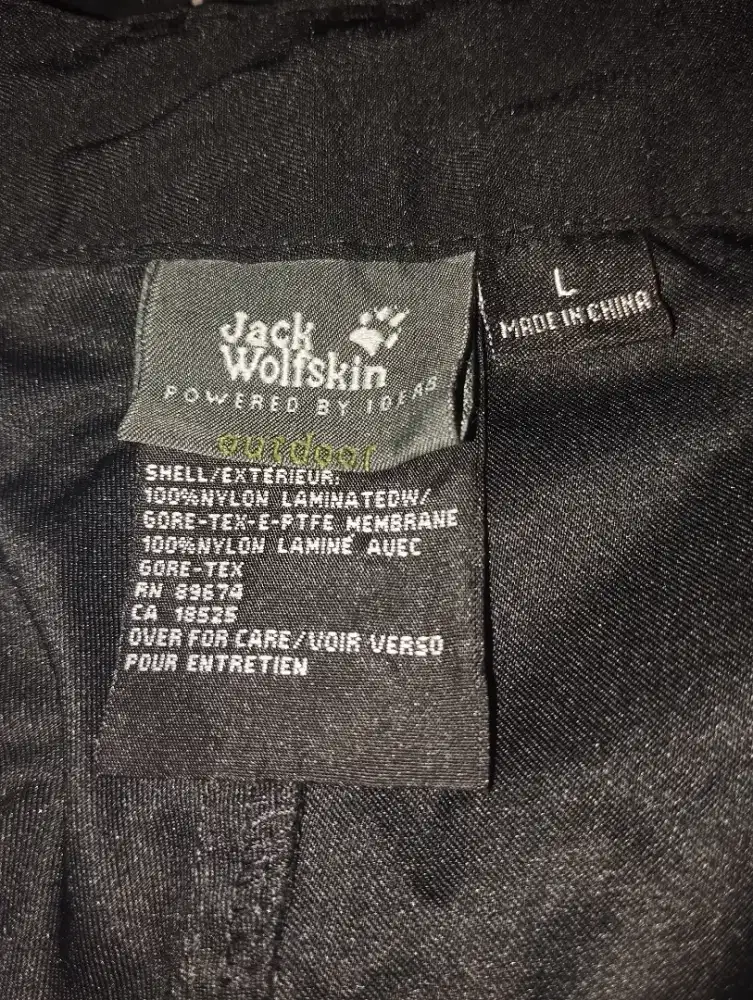 Jack
Wolfskin
POWERED BY IDEAS
outdoor
L
MADE IN CHINA
SHELL/EXTÉRIEUR:
100%NYLON LAMINATEDW/
GORE-TEX-E-PTFE MEMBRANE
100%NYLON LAMINÉ AVEC
GORE-TEX
RN 89674
CA 18525
OVER FOR CARE/VOIR VERSO
POUR ENTRETIEN